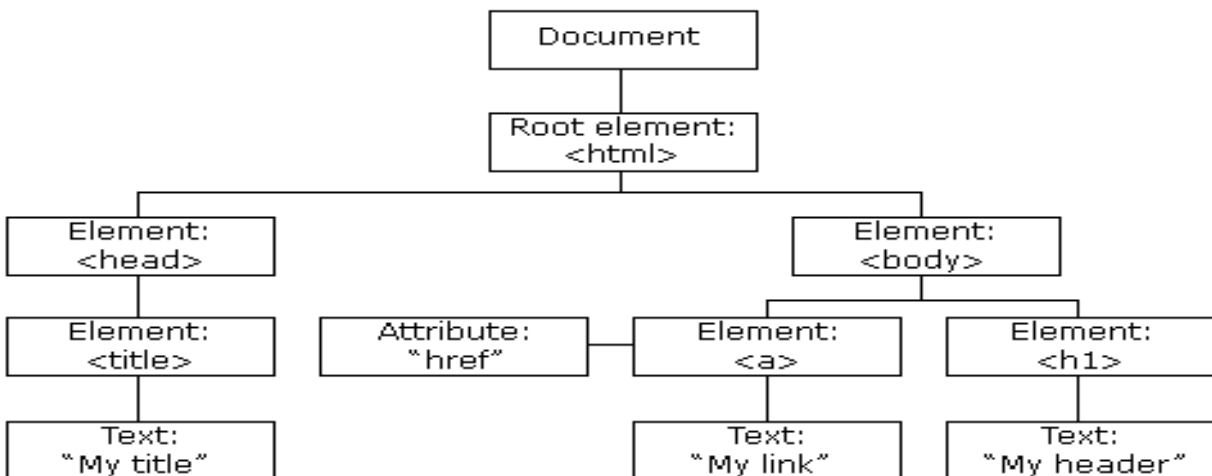 Document
Root element:
<html>
Element:
<head>
Element:
<body>
Element:
<title>
Attribute:
“href”
Element:
<a>
Element:
<h1>
Text:
“My title”
Text:
“My link”
Text:
“My header”